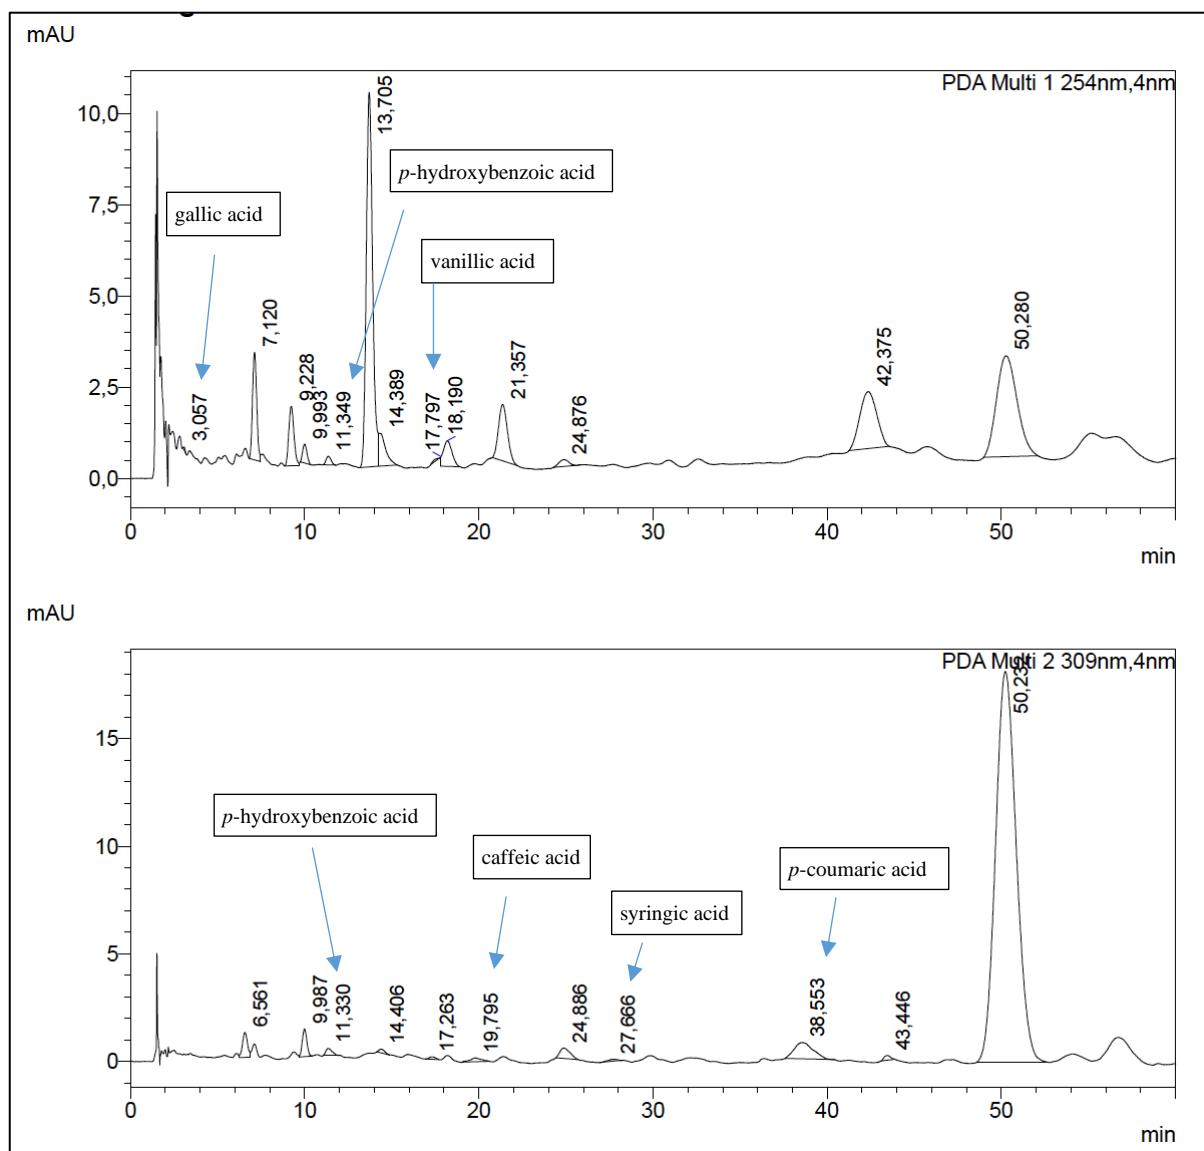 mAU
PDA Multi 1 254nm,4nm
10,0
7,5
5,0
2,5
0,0
gallic acid
p-hydroxybenzoic acid
vanillic acid
3,057
7,120
9,228
9,993
11,349
13,705
14,389
17,797
18,190
21,357
24,876
42,375
50,280
0 10 20 30 40 50
min
mAU
PDA Multi 2 309nm,4nm
15
10
5
0
p-hydroxybenzoic acid
caffeic acid
syringic acid
p-coumaric acid
6,561
9,987
11,330
14,406
17,263
19,795
24,886
27,666
38,553
43,446
50,232
0 10 20 30 40 50
min